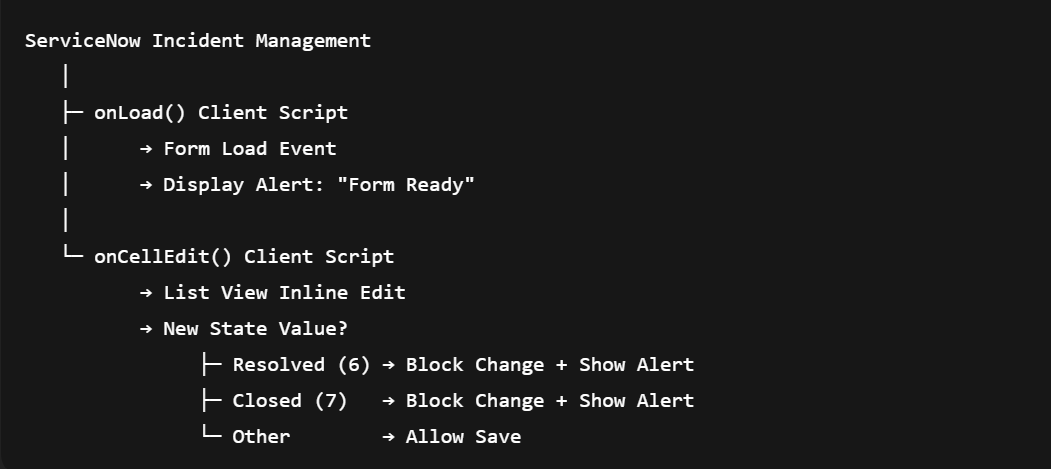 ServiceNow Incident Management
│
├─ onLoad() Client Script
│      → Form Load Event
│      → Display Alert: "Form Ready"
│
└─ onCellEdit() Client Script
       → List View Inline Edit
       → New State Value?
            ├─ Resolved (6) → Block Change + Show Alert
            ├─ Closed (7)   → Block Change + Show Alert
            └─ Other        → Allow Save